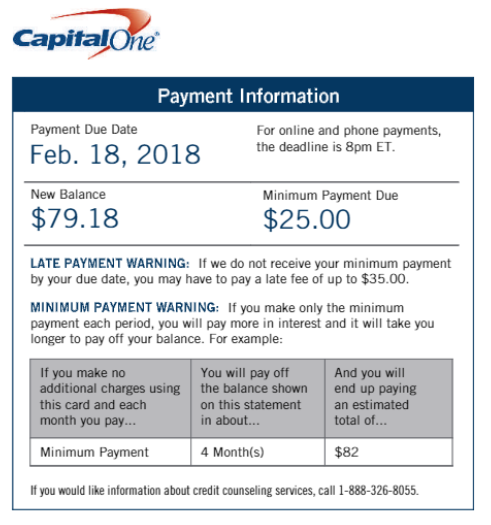 CapitalOne®
Payment Information
Payment Due Date
Feb. 18, 2018
For online and phone payments,
the deadline is 8pm ET.
New Balance
$79.18
Minimum Payment Due
$25.00
LATE PAYMENT WARNING: If we do not receive your minimum payment
by your due date, you may have to pay a late fee of up to $35.00.
MINIMUM PAYMENT WARNING: If you make only the minimum
payment each period, you will pay more in interest and it will take you
longer to pay off your balance. For example:
If you make no
additional charges using
this card and each
month you pay...
You will pay off
the balance shown
on this statement
in about...
And you will
end up paying
an estimated
total of...
Minimum Payment
4 Month(s)
$82
If you would like information about credit counseling services, call 1-888-326-8055.